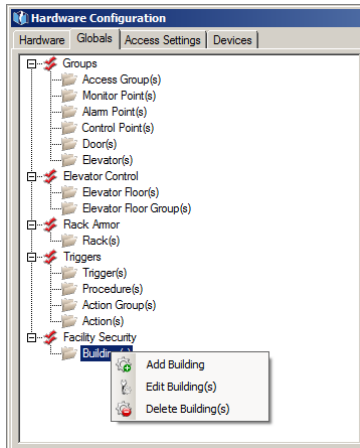 Hardware Configuration
Hardware Globals Access Settings Devices
Groups
Access Group(s)
Monitor Point(s)
Alarm Point(s)
Control Point(s)
Door(s)
Elevator(s)
Elevator Control
Elevator Floor(s)
Elevator Floor Group(s)
Rack Armor
Rack(s)
Triggers
Trigger(s)
Procedure(s)
Action Group(s)
Action(s)
Facility Security
Building(s)
Add Building
Edit Building(s)
Delete Building(s)